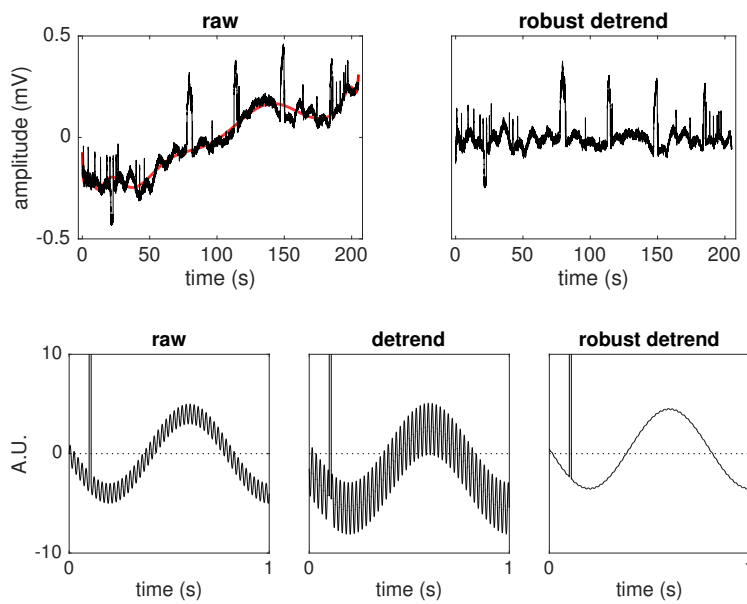 raw
robust detrend
amplitude (mV)
0.5
0
-0.5
0 50 100 150 200
time (s)
0 50 100 150 200
time (s)
raw
detrend
robust detrend
A.U.
10
0
-10
0 1
time (s)
0 1
time (s)
0
time (s)